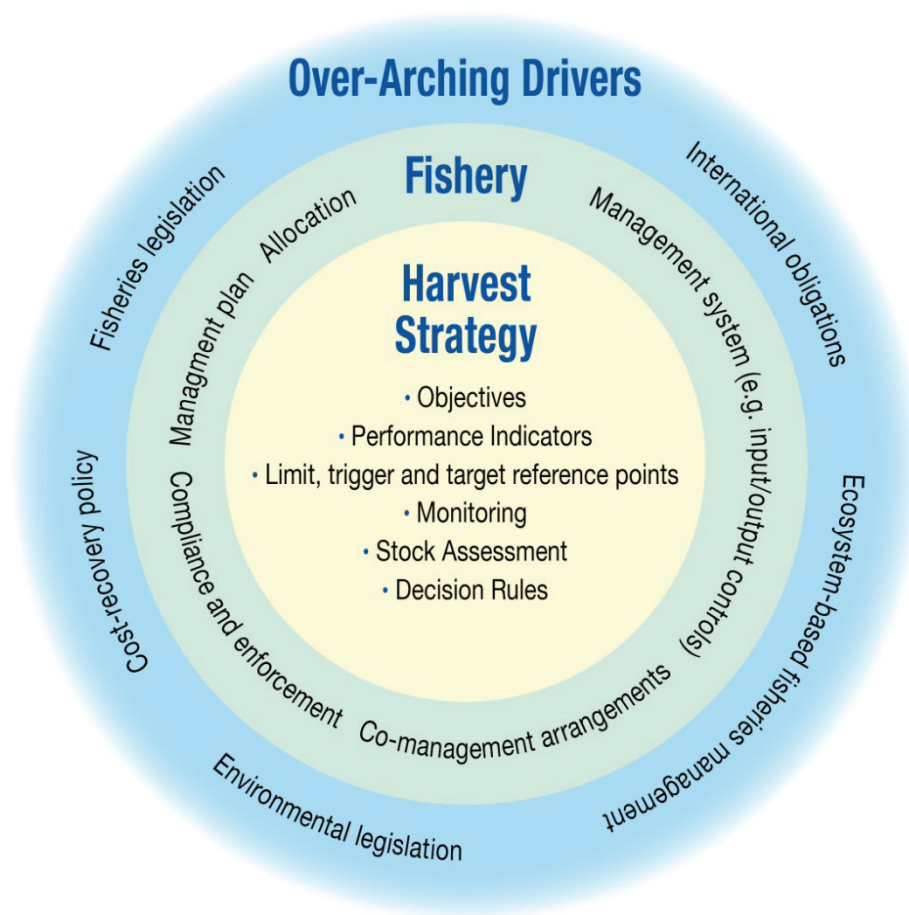 Over-Arching Drivers
Fisheries legislation
International obligations
Cost-recovery policy
Ecosystem-based fisheries management
Environmental legislation
Fishery
Allocation
Managment plan
Management system (e.g. input/output controls)
Compliance and enforcement
Co-management arrangements
Harvest
Strategy
• Objectives
• Performance Indicators
• Limit, trigger and target reference points
• Monitoring
• Stock Assessment
• Decision Rules